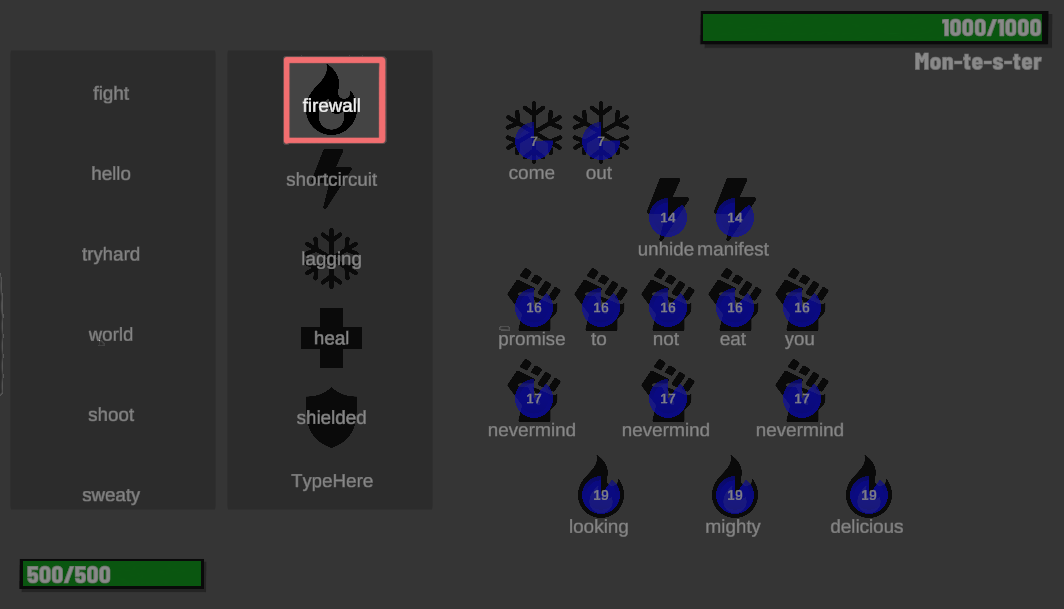 1000/1000
Mon-te-s-ter
fight
hello
tryhard
world
shoot
sweaty
firewall
shortcircuit
lagging
heal
shielded
TypeHere
7 7
come out
14 14
unhide manifest
16 16 16 16 16
promise to not eat you
17 17 17
nevermind nevermind nevermind
19 19 19
looking mighty delicious
500/500